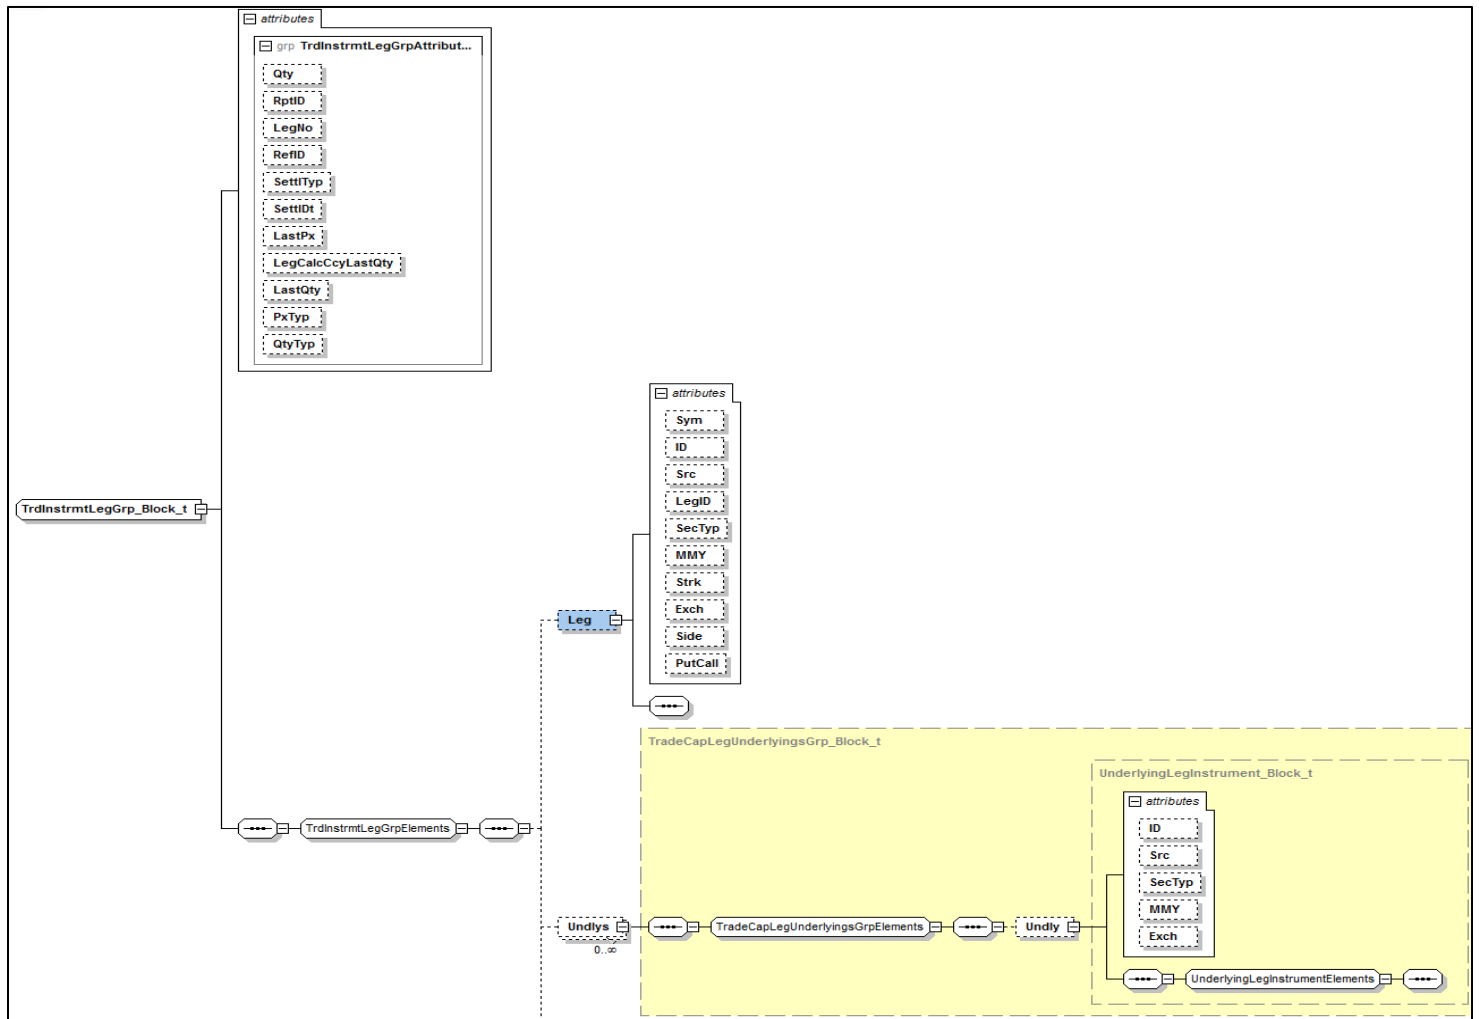 attributes
grp TrdInstrmtLegGrpAttribut...
Qty
RptID
LegNo
RefID
SettlTyp
SettlDt
LastPx
LegCalcCcyLastQty
LastQty
PxTyp
QtyTyp
attributes
Sym
ID
Src
LegID
SecTyp
MMY
Strk
Exch
Side
PutCall
TrdInstrmtLegGrp_Block_t
Leg
TradeCapLegUnderlyingsGrp_Block_t
UnderlyingLegInstrument_Block_t
attributes
ID
Src
SecTyp
MMY
Exch
TrdInstrmtLegGrpElements
Undlys
0..∞
TradeCapLegUnderlyingsGrpElements
Undly
UnderlyingLegInstrumentElements